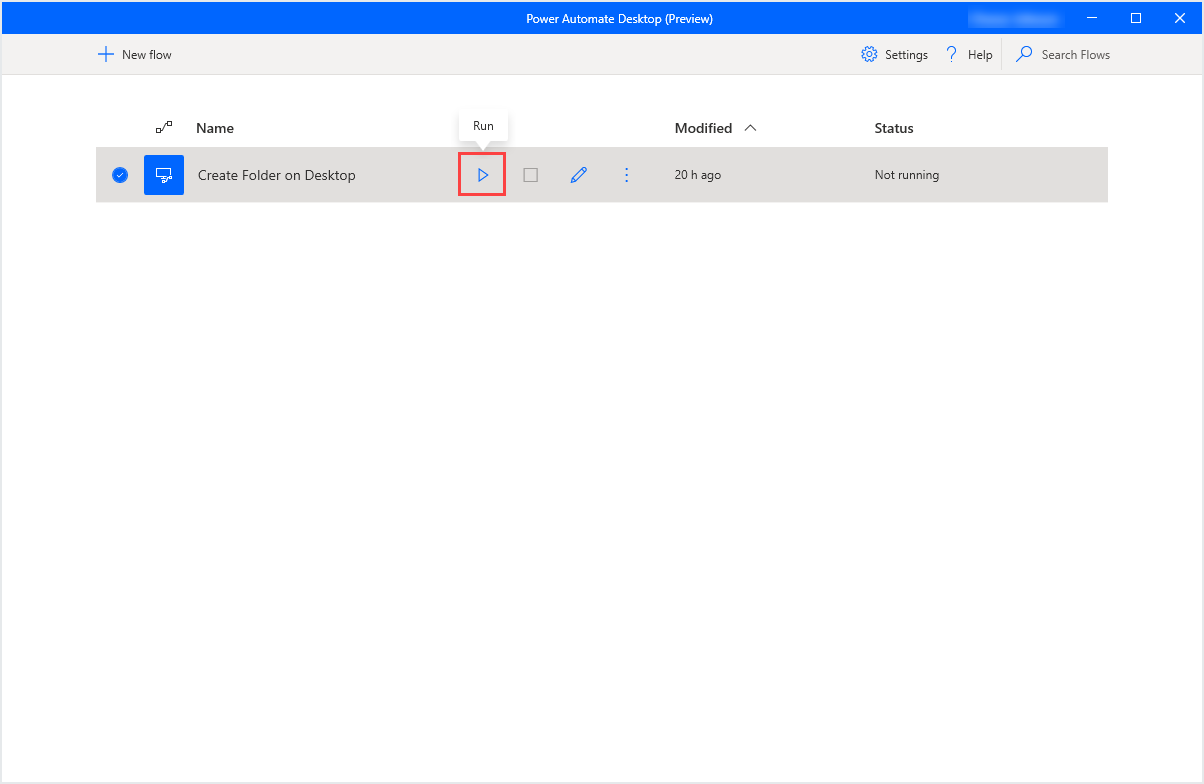 Power Automate Desktop (Preview)
New flow
Settings
Help
Search Flows
Name
Run
Modified
Status
Create Folder on Desktop
20 h ago
Not running